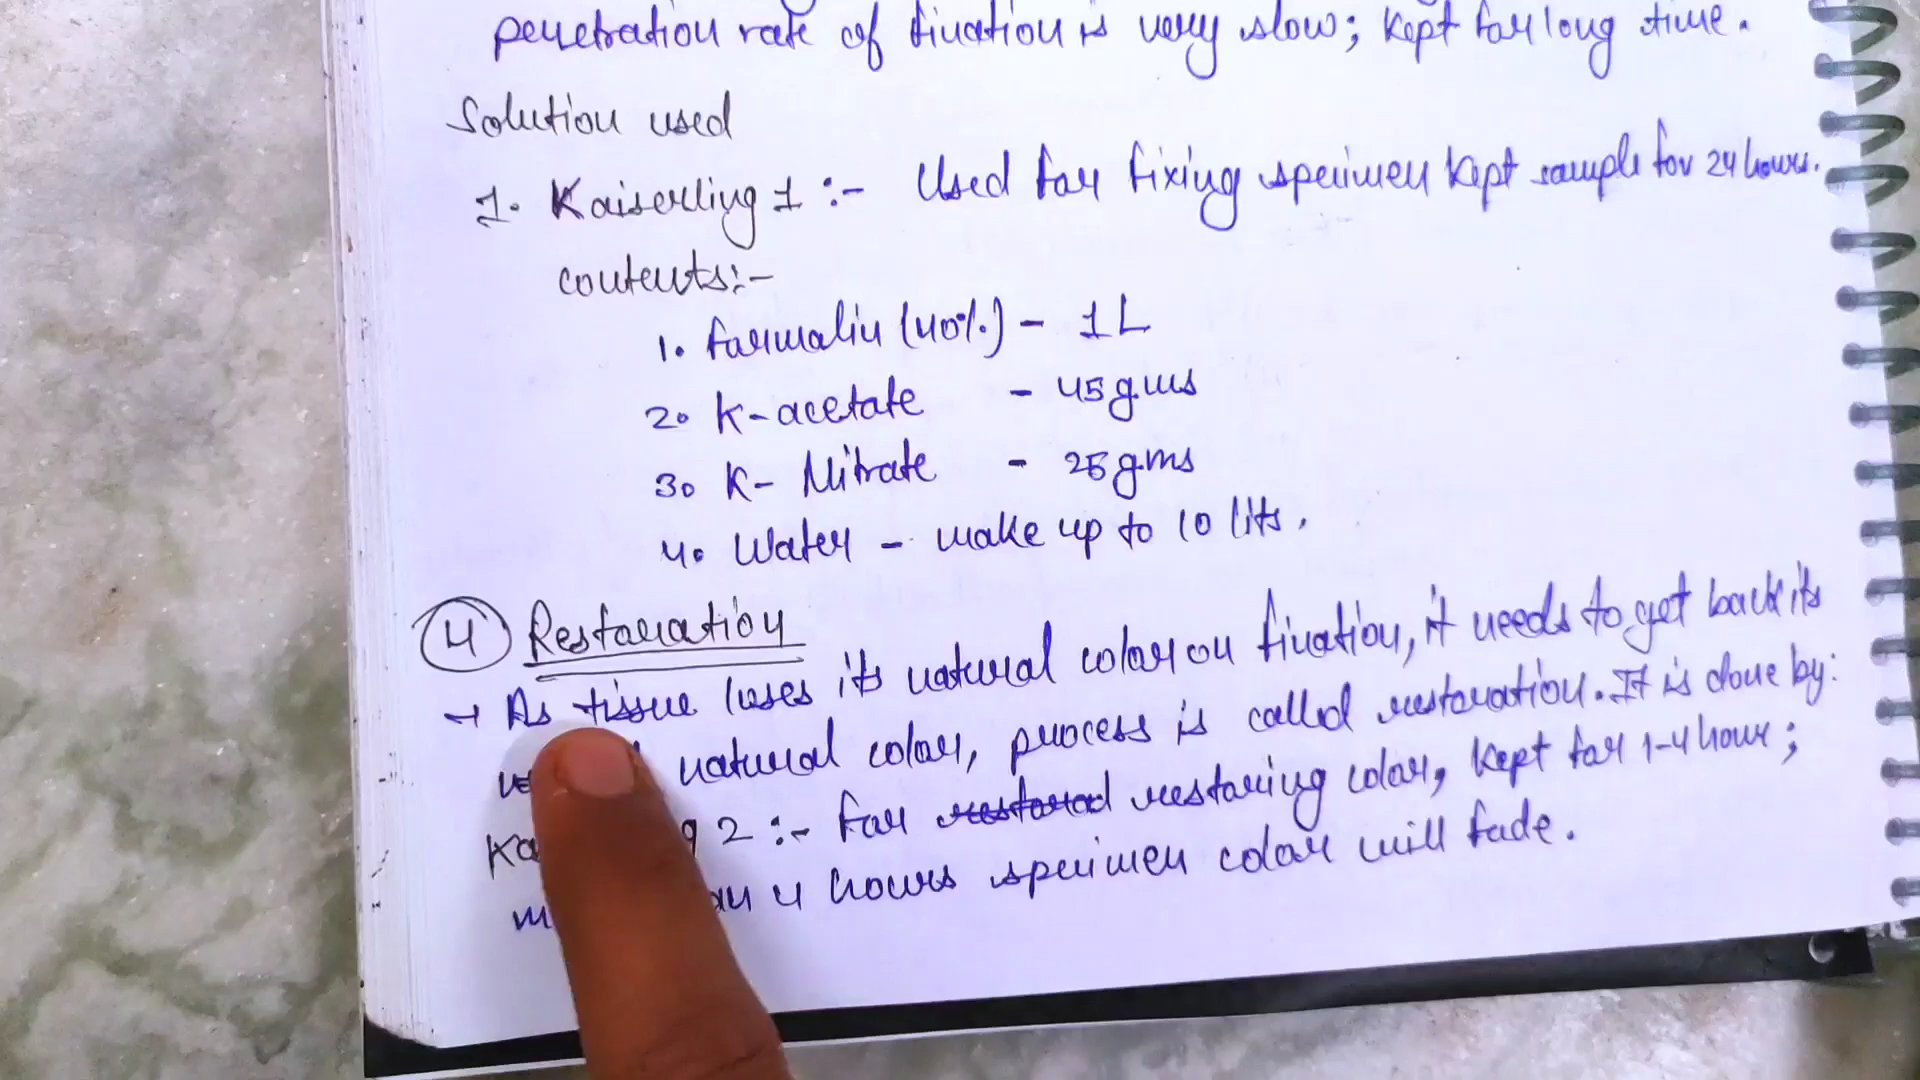 penetration rate of fixation is very slow; kept for long time.
Solution used
1. Kaiserling 1 :- Used for fixing specimen kept sample for 24 hours.
contents:-
1. formalin (40%.) - 1 L
2. K-acetate - 45 gms
3. K- Nitrate - 25 gms
4. Water - make up to 10 lits.
4 Restoration
→ As tissue loses its natural color on fixation, it needs to get back its
natural color, process is called restoration. It is done by:
2 :- for restoring color, kept for 1-4 hour;
4 hours specimen color will fade.